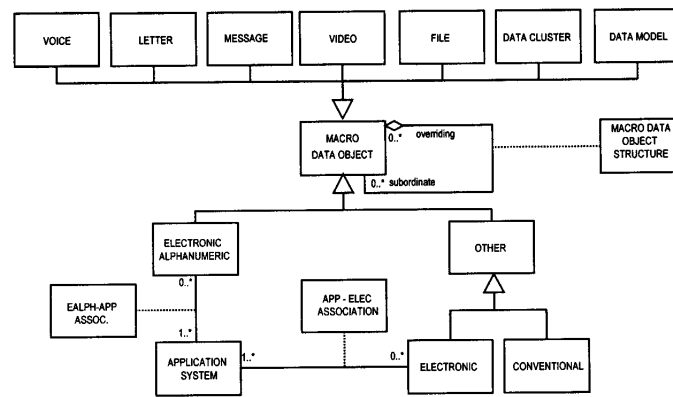 VOICE
LETTER
MESSAGE
VIDEO
FILE
DATA CLUSTER
DATA MODEL
MACRO
DATA OBJECT
0..*
overriding
0..*
subordinate
MACRO DATA
OBJECT
STRUCTURE
ELECTRONIC
ALPHANUMERIC
OTHER
0..*
EALPH-APP
ASSOC.
APP - ELEC
ASSOCIATION
1..*
APPLICATION
SYSTEM
1..*
0..*
ELECTRONIC
CONVENTIONAL